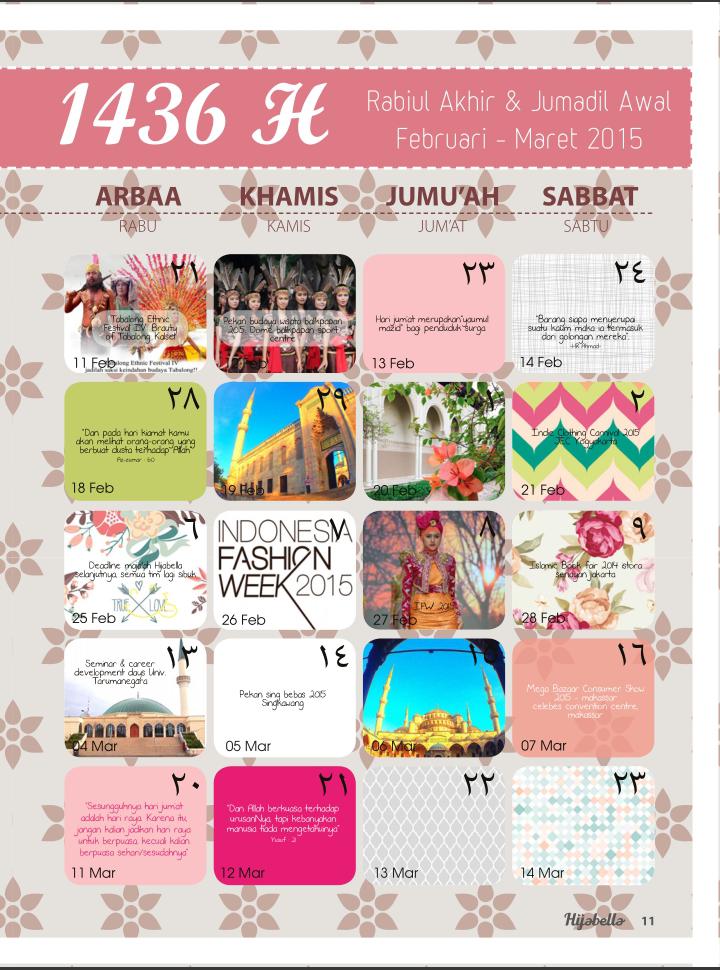 1436 H
Rabiul Akhir & Jumadil Awal
Februari - Maret 2015
ARBAA
KHAMIS
JUMU'AH
SABBAT
RABU
KAMIS
JUM'AT
SABTU
٢١
Tabalong Ethnic
Festival IV Brauty
of Tabalong Kalsel
11 Feb
Ethnic Festival IV
jadilah saksi keindahan budaya Tabalong!!
Pekan budaya wisata balikpapan
2015. Dome balikpapan sport
centre
٢٣
Hari jum'at merupakan"yaumul
mazid" bagi penduduk surga
13 Feb
٢٤
"Barang siapa menyerupai
suatu kaum maka ia termasuk
dari golongan mereka".
-HR Ahmad-
14 Feb
٢٨
"Dan pada hari kiamat kamu
akan melihat orang-orang yang
berbuat dusta terhadap Allah"
Az-zumar : 60
18 Feb
٢٩
19 Feb
20 Feb
٢
Indie Clothing Carnival 2015
JEC Yogyakarta
21 Feb
٦
Deadline majalah Hijabella
selanjutnya, semua tim lagi sibuk
TRUE LOVE
25 Feb
٧
INDONESIA
FASHION
WEEK 2015
26 Feb
٨
IFW 2015
27 Feb
٩
Islamic Book fair 2014 istora
senayan jakarta
28 Feb
١٣
Seminar & career
development days Univ.
Tarumanegara
04 Mar
١٤
Pekan sing bebas 2015
Singkawang
05 Mar
١٥
06 Mar
١٦
Mega Bazaar Consumer Show
2015 - makassar
celebes convention centre,
makassar
07 Mar
٢٠
"Sesungguhnya hari jum'at
adalah hari raya. Karena itu,
jangan kalian jadikan hari raya
untuk berpuasa, kecuali kalian
berpuasa sehari/sesudahnya"
11 Mar
٢١
"Dan Allah berkuasa terhadap
urusanNya, tapi kebanyakan
manusia tiada mengetahuinya"
Yusuf : 21
12 Mar
٢٢
13 Mar
٢٣
14 Mar
Hijabella 11